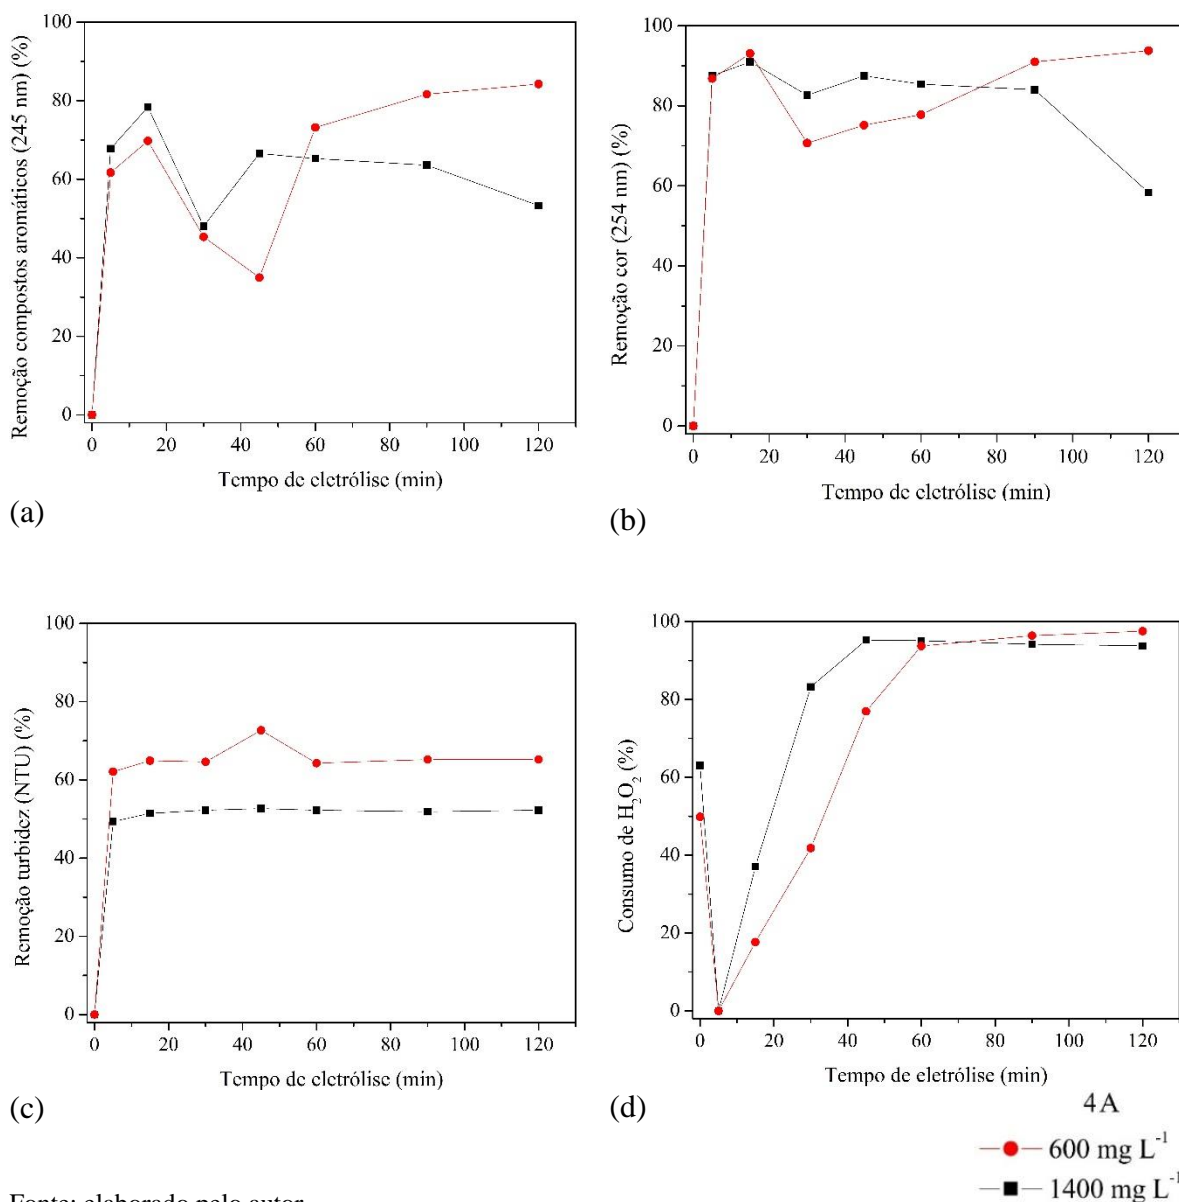 100
80
60
40
20
0
Remoção compostos aromáticos (245 nm) (%)
0 20 40 60 80 100 120
Tempo de eletrólise (min)
(a)
100
80
60
40
20
0
Remoção cor (254 nm) (%)
0 20 40 60 80 100 120
Tempo de eletrólise (min)
(b)
100
80
60
40
20
0
Remoção turbidez (NTU) (%)
0 20 40 60 80 100 120
Tempo de eletrólise (min)
(c)
100
80
60
40
20
0
Consumo de H₂O₂ (%)
0 20 40 60 80 100 120
Tempo de eletrólise (min)
(d)
4 A
600 mg L⁻¹
1400 mg L⁻¹
Fonte: elaborado pelo autor